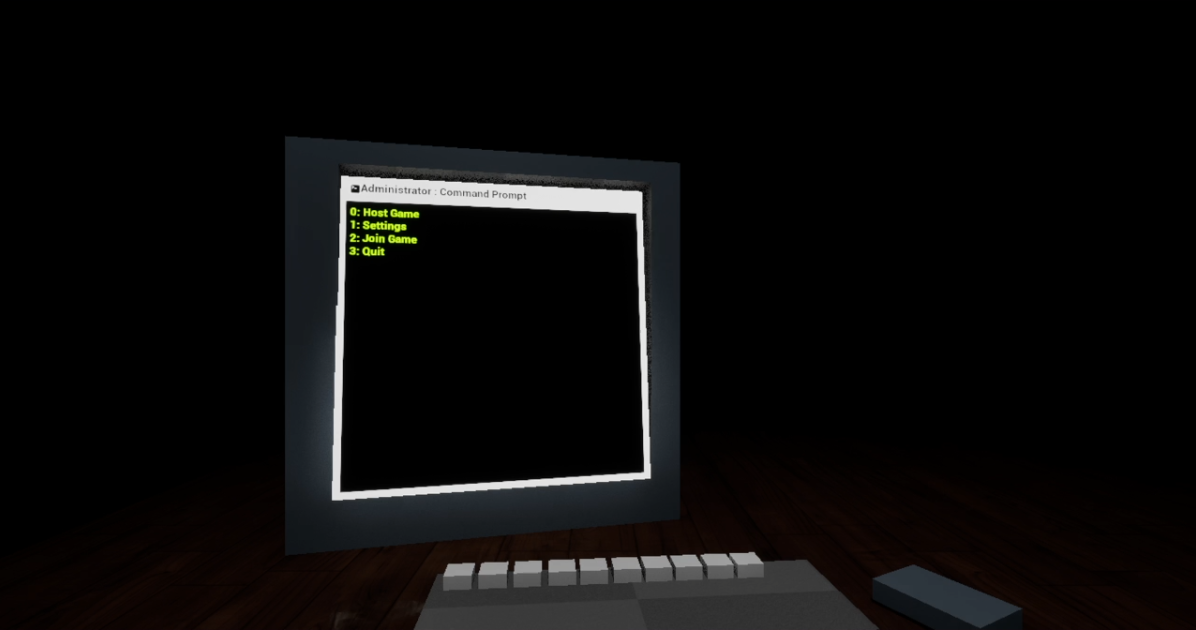 Administrator : Command Prompt
0: Host Game
1: Settings
2: Join Game
3: Quit